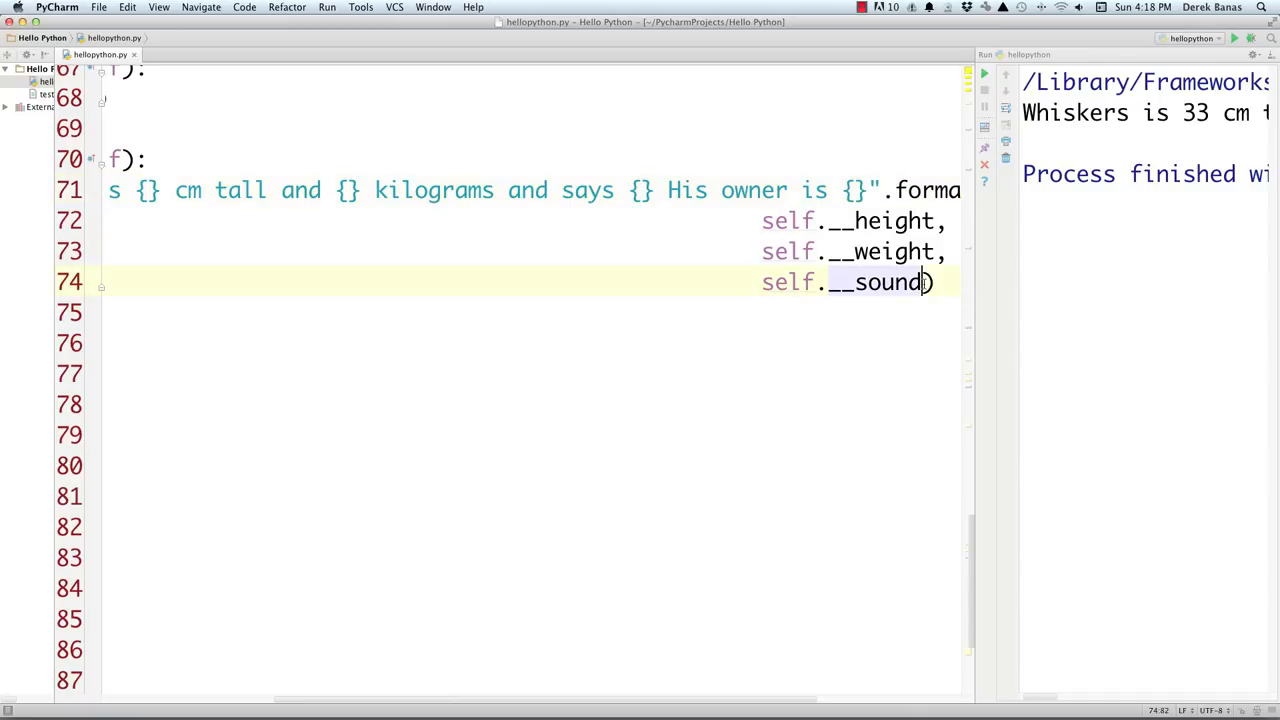 PyCharm File Edit View Navigate Code Refactor Run Tools VCS Window Help 10 Sun 4:18 PM Derek Banas
hellopython.py - Hello Python - [~/PycharmProjects/Hello Python]
Hello Python hellopython.py hellopython
hellopython.py Run hellopython
Hello P
hell
test
Externa
67 f):
68 )
69
70 f):
71 s {} cm tall and {} kilograms and says {} His owner is {}".forma
72 self.__height,
73 self.__weight,
74 self.__sound)
75
76
77
78
79
80
81
82
83
84
85
86
87
/Library/Frameworks
Whiskers is 33 cm t
Process finished wi
74:82 LF UTF-8